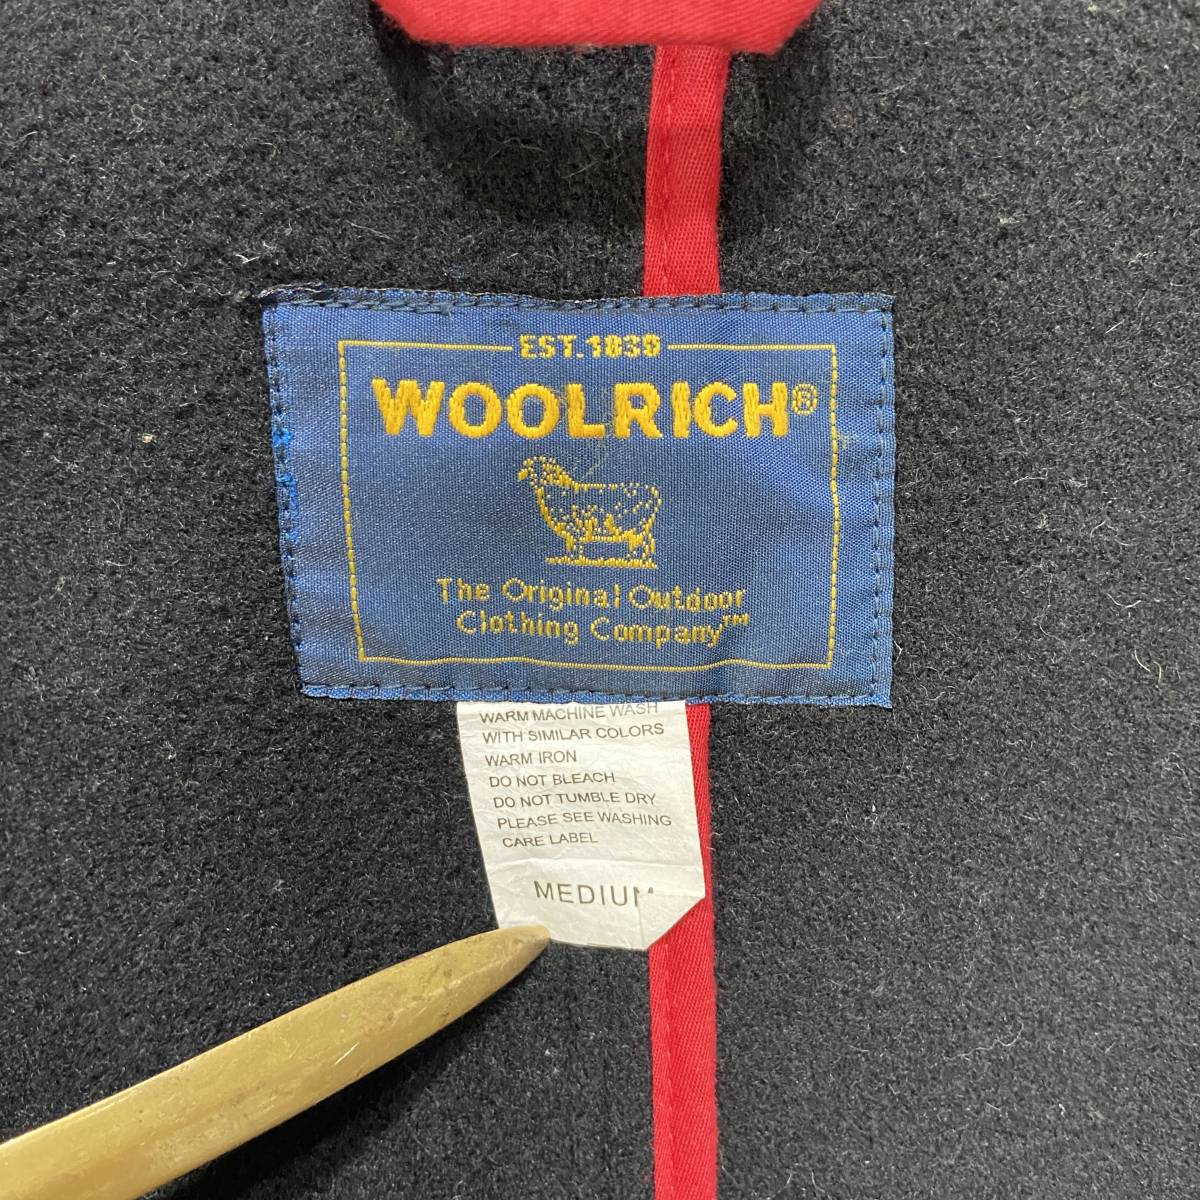 EST.1839
WOOLRICH®
The Original Outdoor
Clothing Company™
WARM MACHINE WASH
WITH SIMILAR COLORS
WARM IRON
DO NOT BLEACH
DO NOT TUMBLE DRY
PLEASE SEE WASHING
CARE LABEL
MEDIUM